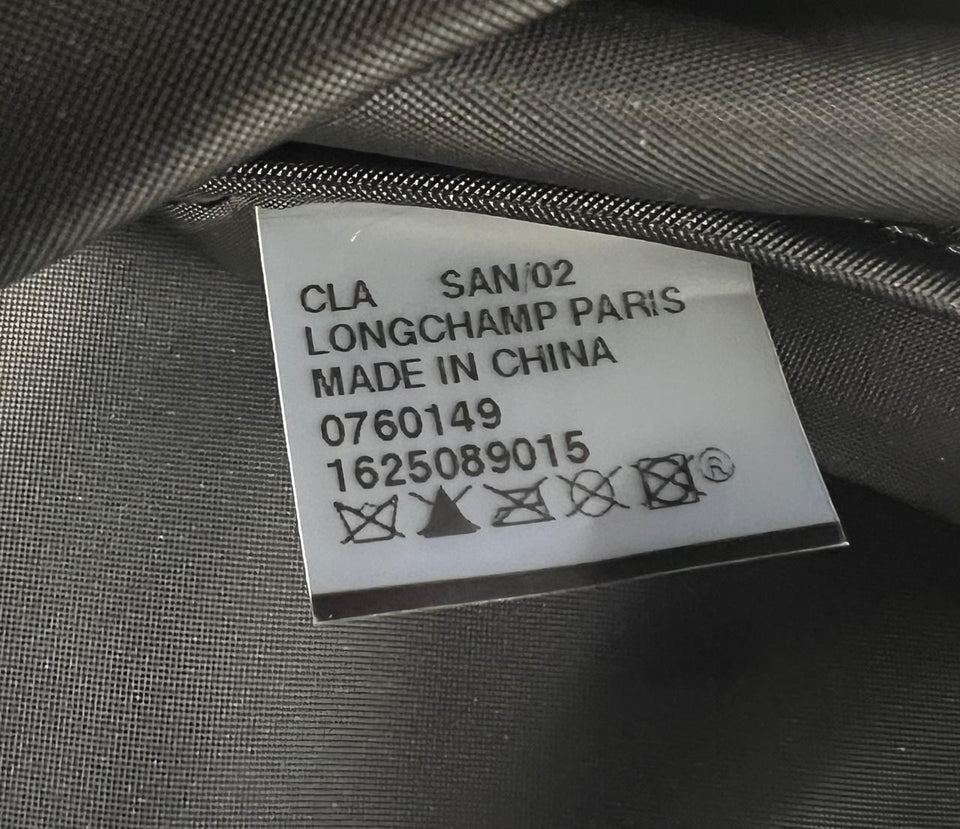 CLA SAN/02
LONGCHAMP PARIS
MADE IN CHINA
0760149
1625089015
®